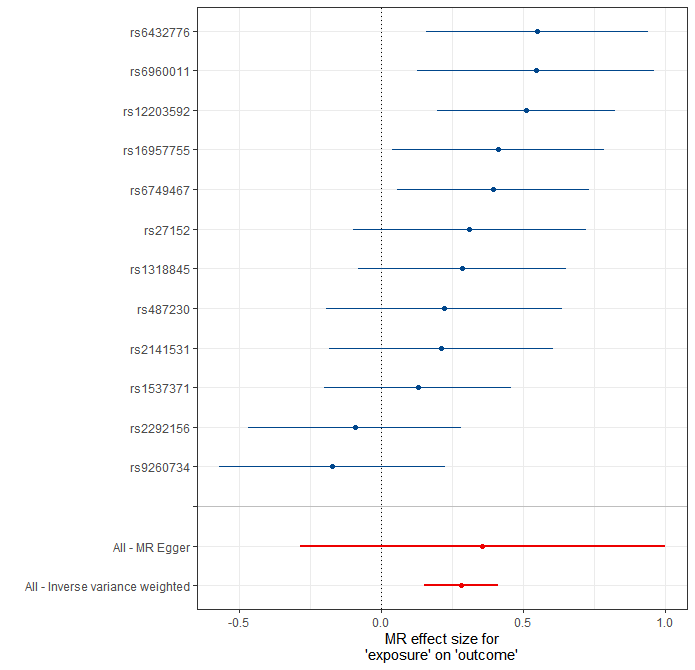 rs6432776
rs6960011
rs12203592
rs16957755
rs6749467
rs27152
rs1318845
rs487230
rs2141531
rs1537371
rs2292156
rs9260734
All - MR Egger
All - Inverse variance weighted
-0.5 0.0 0.5 1.0
MR effect size for
'exposure' on 'outcome'